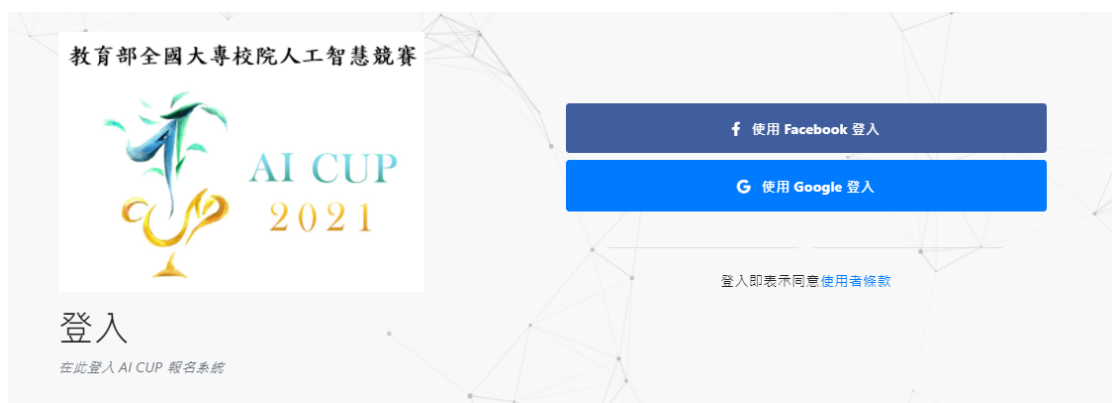 教育部全國大專校院人工智慧競賽
AI CUP
2021
登入
在此登入 AI CUP 報名系統
使用 Facebook 登入
使用 Google 登入
登入即表示同意使用者條款